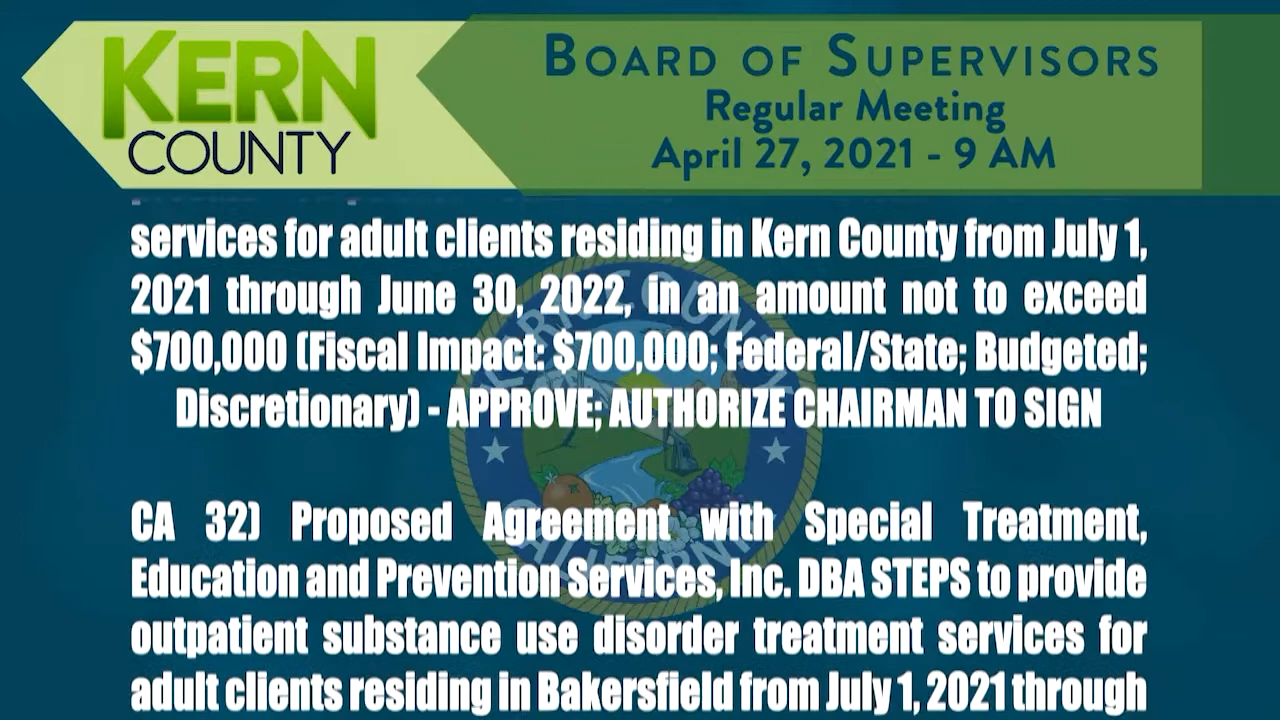 KERN
COUNTY
BOARD OF SUPERVISORS
Regular Meeting
April 27, 2021 - 9 AM
services for adult clients residing in Kern County from July 1,
2021 through June 30, 2022, in an amount not to exceed
$700,000 (Fiscal Impact: $700,000; Federal/State; Budgeted;
Discretionary) - APPROVE; AUTHORIZE CHAIRMAN TO SIGN
CA 32) Proposed Agreement with Special Treatment,
Education and Prevention Services, Inc. DBA STEPS to provide
outpatient substance use disorder treatment services for
adult clients residing in Bakersfield from July 1, 2021 through
KERN COUNTY
CALIFORNIA